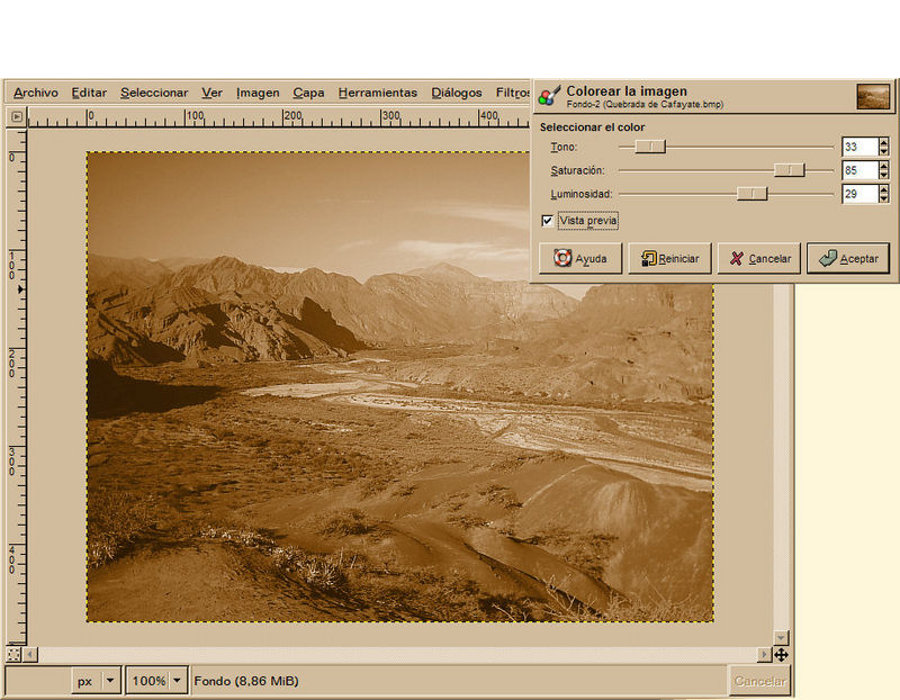 Archivo Editar Seleccionar Ver Imagen Capa Herramientas Diálogos Filtros
Colorear la imagen
Fondo-2 (Quebrada de Cafayate.bmp)
0 100 200 300 400
Seleccionar el color
Tono: 33
Saturación: 85
Luminosidad: 29
Vista previa
Ayuda Reiniciar Cancelar Aceptar
0
100
200
300
400
px 100% Fondo (8,86 MiB) Cancelar